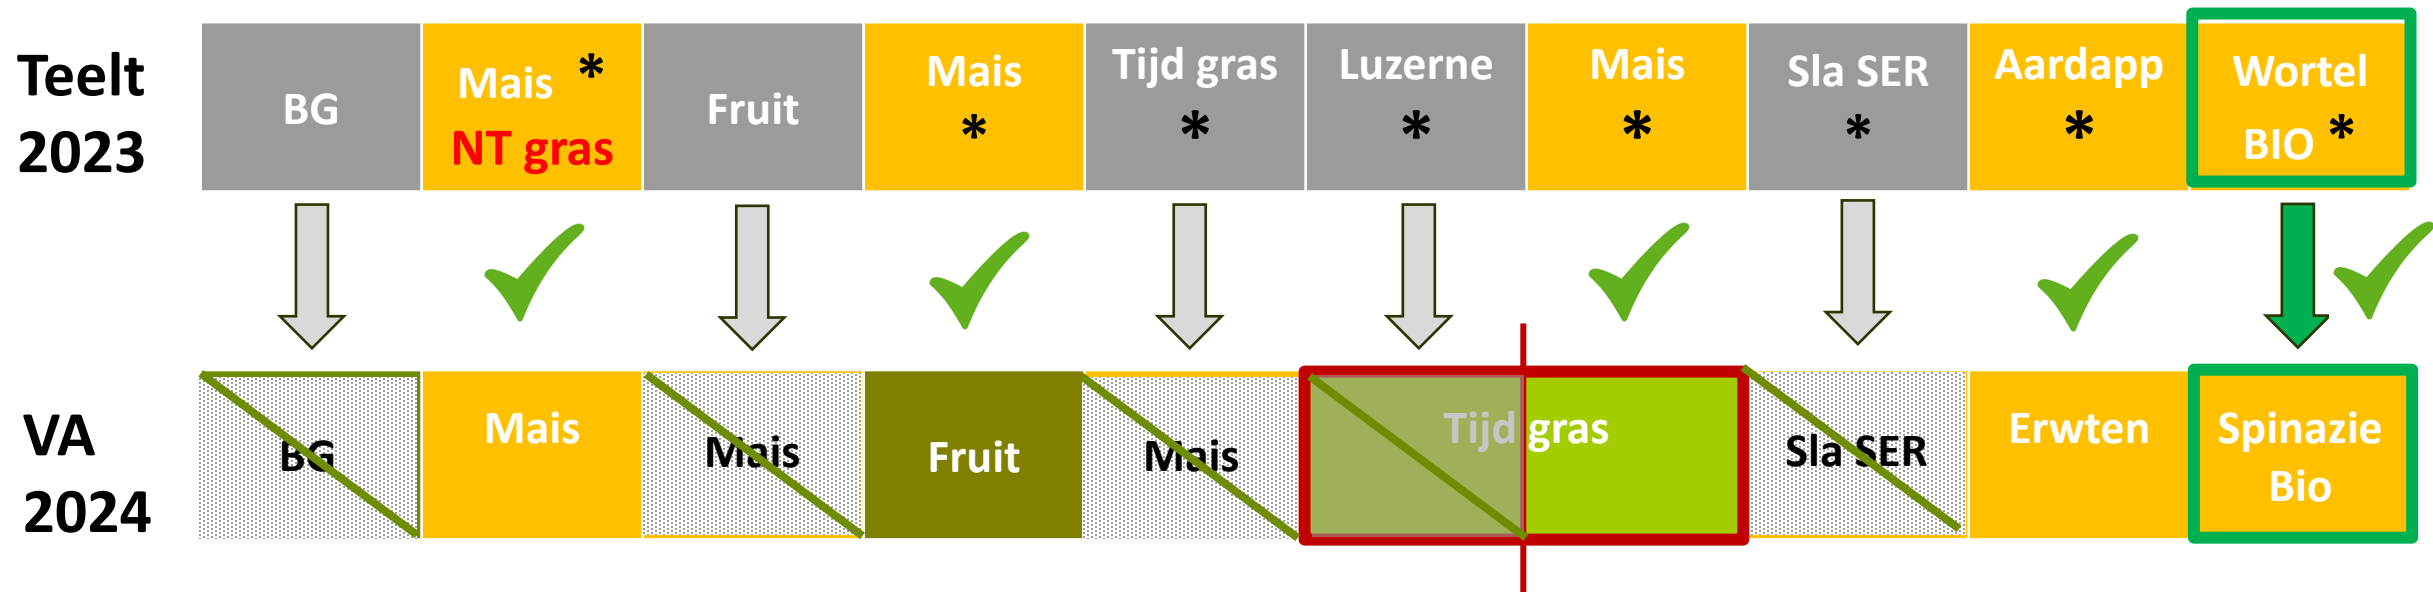 Teelt
2023
BG
Mais *
NT gras
Fruit
Mais
*
Tijd gras
*
Luzerne
*
Mais
*
Sla SER
*
Aardapp
*
Wortel
BIO *
VA
2024
BG
Mais
Mais
Fruit
Mais
Tijd gras
Sla SER
Erwten
Spinazie
Bio